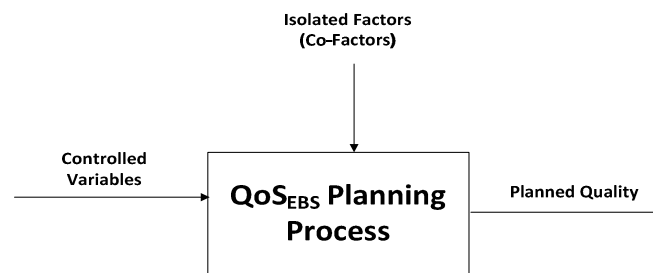 Isolated Factors
(Co-Factors)
Controlled
Variables
QoSEBS Planning
Process
Planned Quality